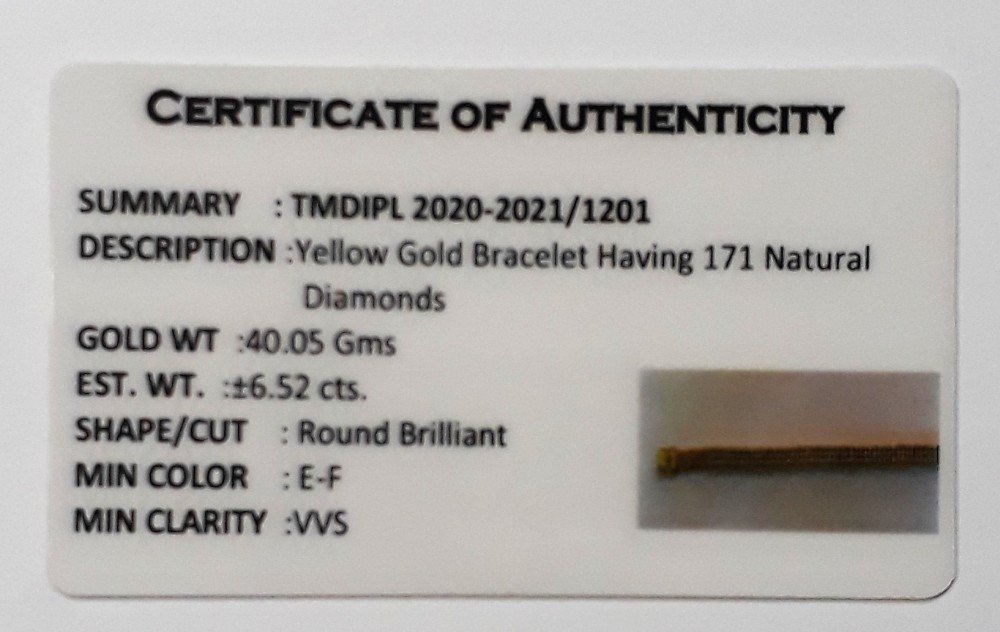 CERTIFICATE OF AUTHENTICITY
SUMMARY : TMDIPL 2020-2021/1201
DESCRIPTION :Yellow Gold Bracelet Having 171 Natural
Diamonds
GOLD WT :40.05 Gms
EST. WT. :±6.52 cts.
SHAPE/CUT : Round Brilliant
MIN COLOR : E-F
MIN CLARITY :VVS